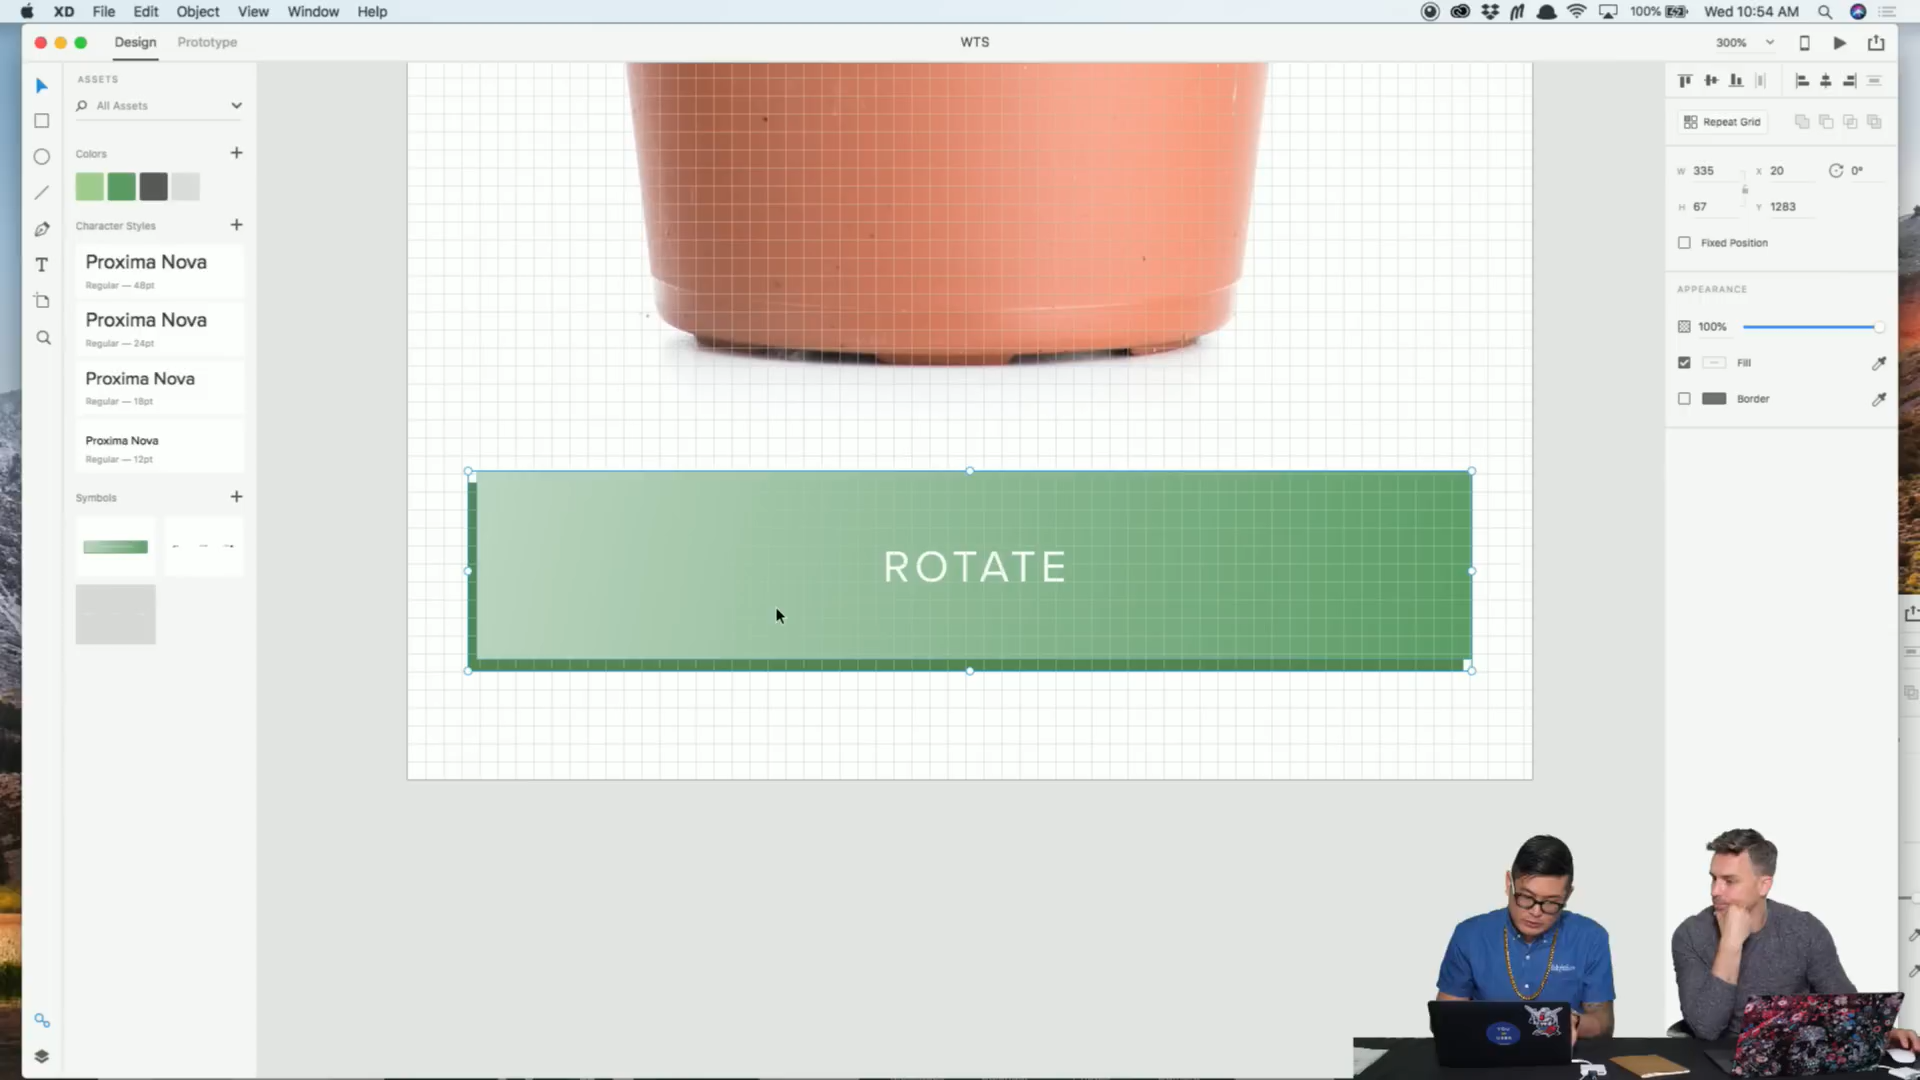 XD File Edit Object View Window Help
100% Wed 10:54 AM
Design Prototype
WTS
300%
ASSETS
All Assets
Colors
Character Styles
Proxima Nova
Regular — 48pt
Proxima Nova
Regular — 24pt
Proxima Nova
Regular — 18pt
Proxima Nova
Regular — 12pt
Symbols
ROTATE
Repeat Grid
W 335 X 20 0°
H 67 Y 1283
Fixed Position
APPEARANCE
100%
Fill
Border